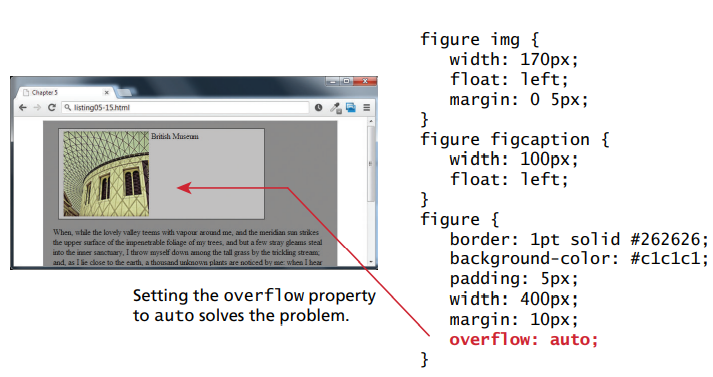 Chapter 5
listing05-15.html
British Museum
When, while the lovely valley teems with vapour around me, and the meridian sun strikes
the upper surface of the impenetrable foliage of my trees, and but a few stray gleams steal
into the inner sanctuary, I throw myself down among the tall grass by the trickling stream;
and, as I lie close to the earth, a thousand unknown plants are noticed by me: when I hear
Setting the overflow property
to auto solves the problem.
figure img {
width: 170px;
float: left;
margin: 0 5px;
}
figure figcaption {
width: 100px;
float: left;
}
figure {
border: 1pt solid #262626;
background-color: #c1c1c1;
padding: 5px;
width: 400px;
margin: 10px;
overflow: auto;
}